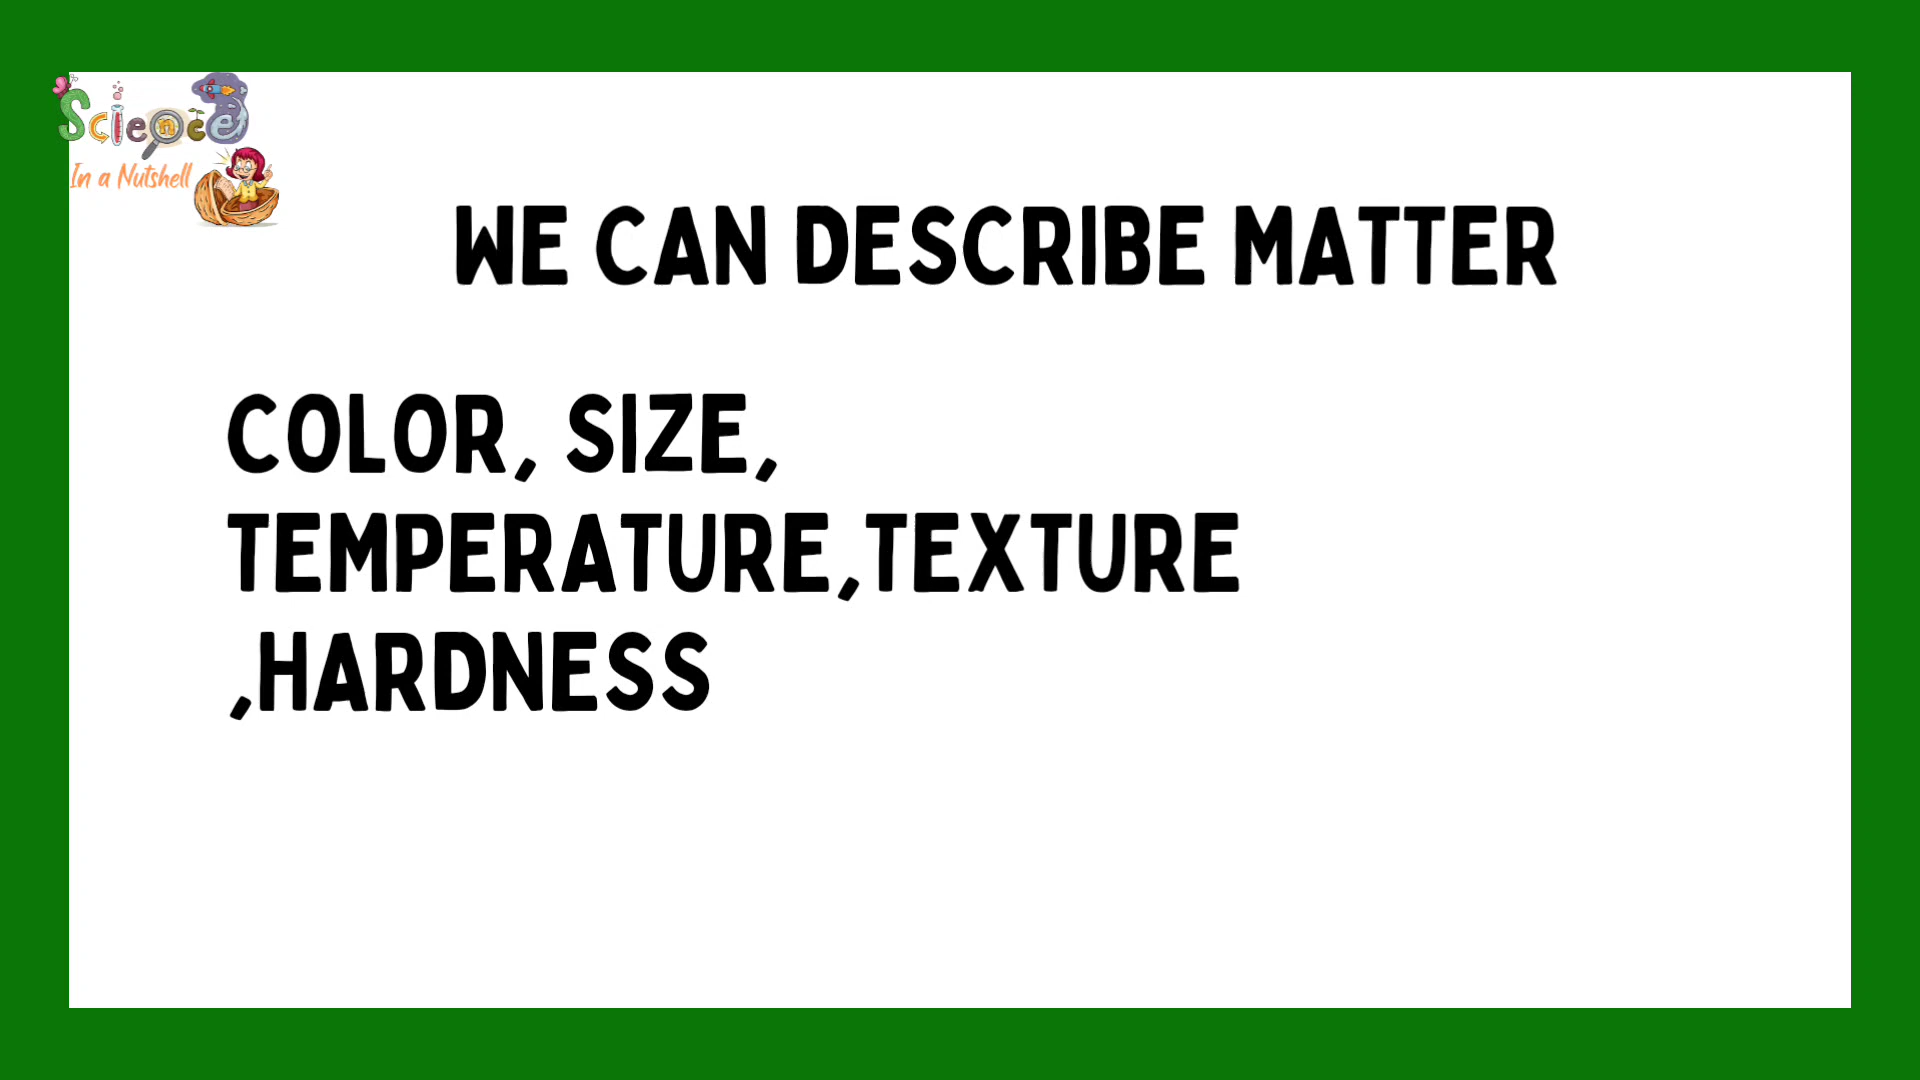 Science
In a Nutshell
WE CAN DESCRIBE MATTER
COLOR, SIZE,
TEMPERATURE,TEXTURE
,HARDNESS